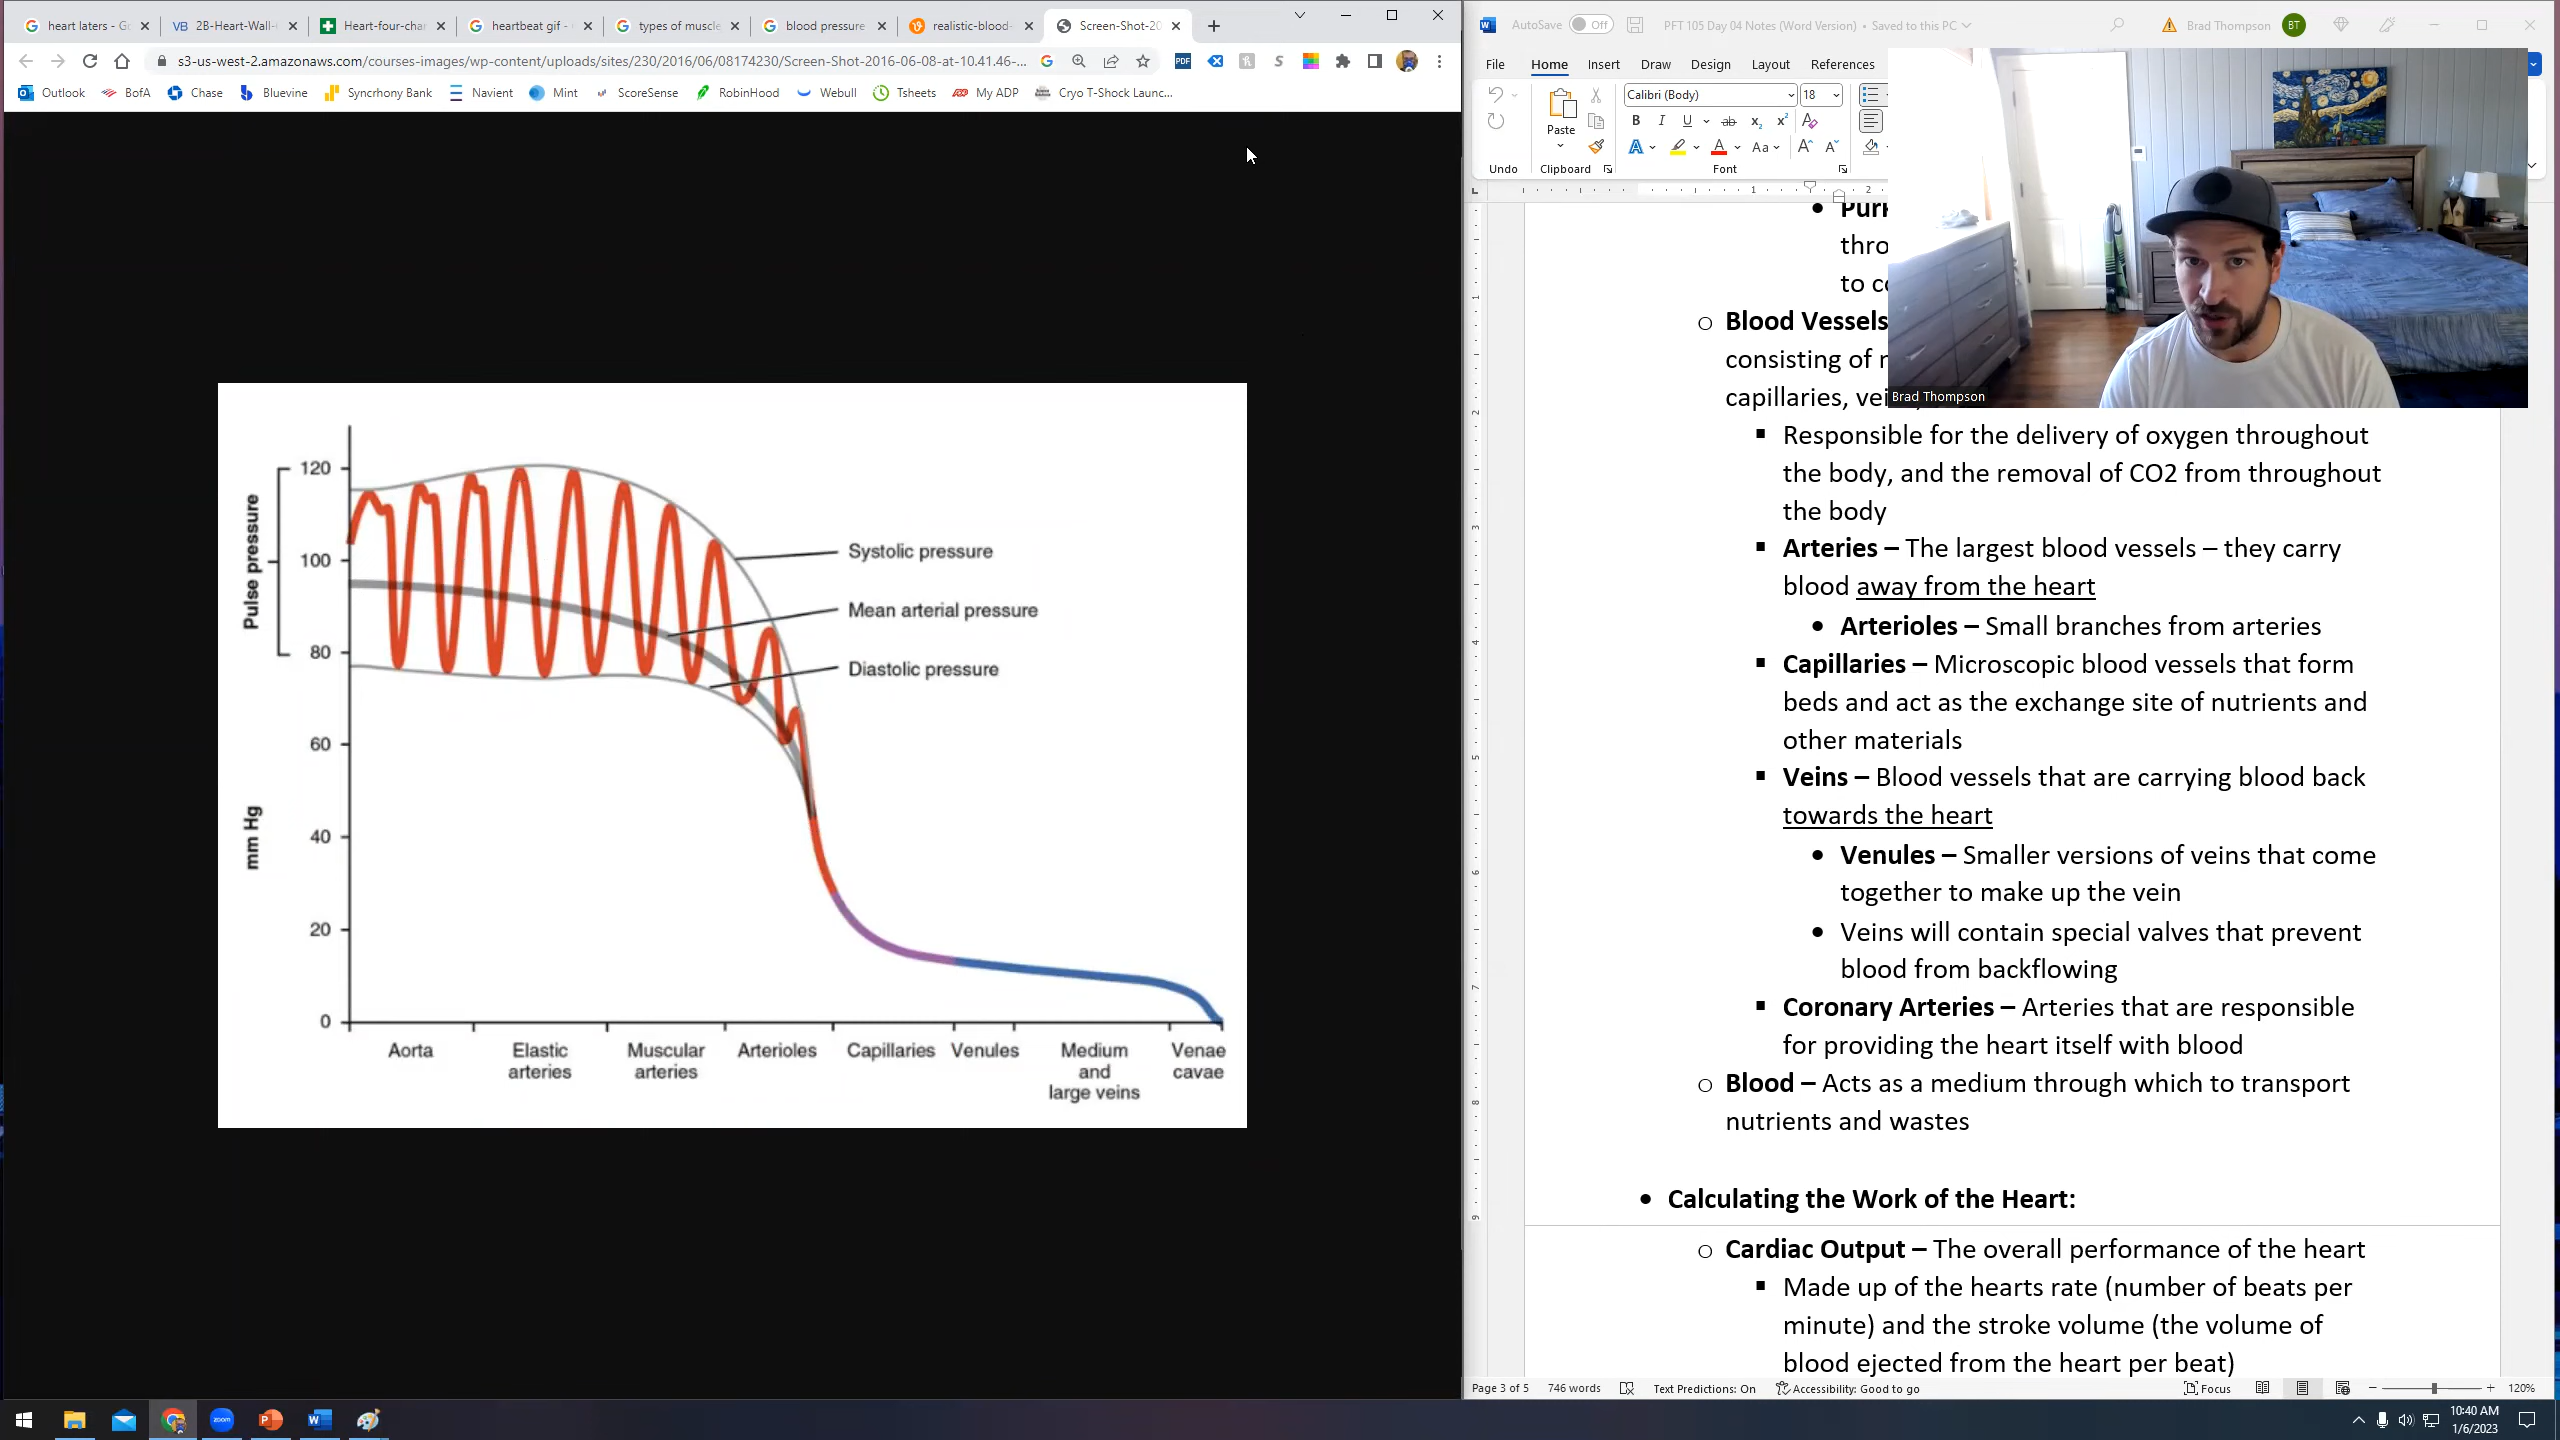 heart laters - Go
2B-Heart-Wall-
Heart-four-cha
heartbeat gif -
types of muscle
blood pressure
realistic-blood-
Screen-Shot-20
s3-us-west-2.amazonaws.com/courses-images/wp-content/uploads/sites/230/2016/06/08174230/Screen-Shot-2016-06-08-at-10.41.46-...
Outlook BofA Chase Bluevine Syncrhony Bank Navient Mint ScoreSense RobinHood Webull Tsheets My ADP Cryo T-Shock Launc...
Pulse pressure
mm Hg
120
100
80
60
40
20
0
Systolic pressure
Mean arterial pressure
Diastolic pressure
Aorta
Elastic
arteries
Muscular
arteries
Arterioles
Capillaries
Venules
Medium
and
large veins
Venae
cavae
AutoSave Off
PFT 105 Day 04 Notes (Word Version) • Saved to this PC
Brad Thompson BT
File Home Insert Draw Design Layout References
Calibri (Body) 18
Paste
Undo Clipboard Font
Brad Thompson
• Purk
thro
to co
o Blood Vessels
consisting of
capillaries, vei
▪ Responsible for the delivery of oxygen throughout
the body, and the removal of CO2 from throughout
the body
▪ Arteries – The largest blood vessels – they carry
blood away from the heart
• Arterioles – Small branches from arteries
▪ Capillaries – Microscopic blood vessels that form
beds and act as the exchange site of nutrients and
other materials
▪ Veins – Blood vessels that are carrying blood back
towards the heart
• Venules – Smaller versions of veins that come
together to make up the vein
• Veins will contain special valves that prevent
blood from backflowing
▪ Coronary Arteries – Arteries that are responsible
for providing the heart itself with blood
o Blood – Acts as a medium through which to transport
nutrients and wastes
• Calculating the Work of the Heart:
o Cardiac Output – The overall performance of the heart
▪ Made up of the hearts rate (number of beats per
minute) and the stroke volume (the volume of
blood ejected from the heart per beat)
Page 3 of 5 746 words Text Predictions: On Accessibility: Good to go Focus 120%
10:40 AM
1/6/2023